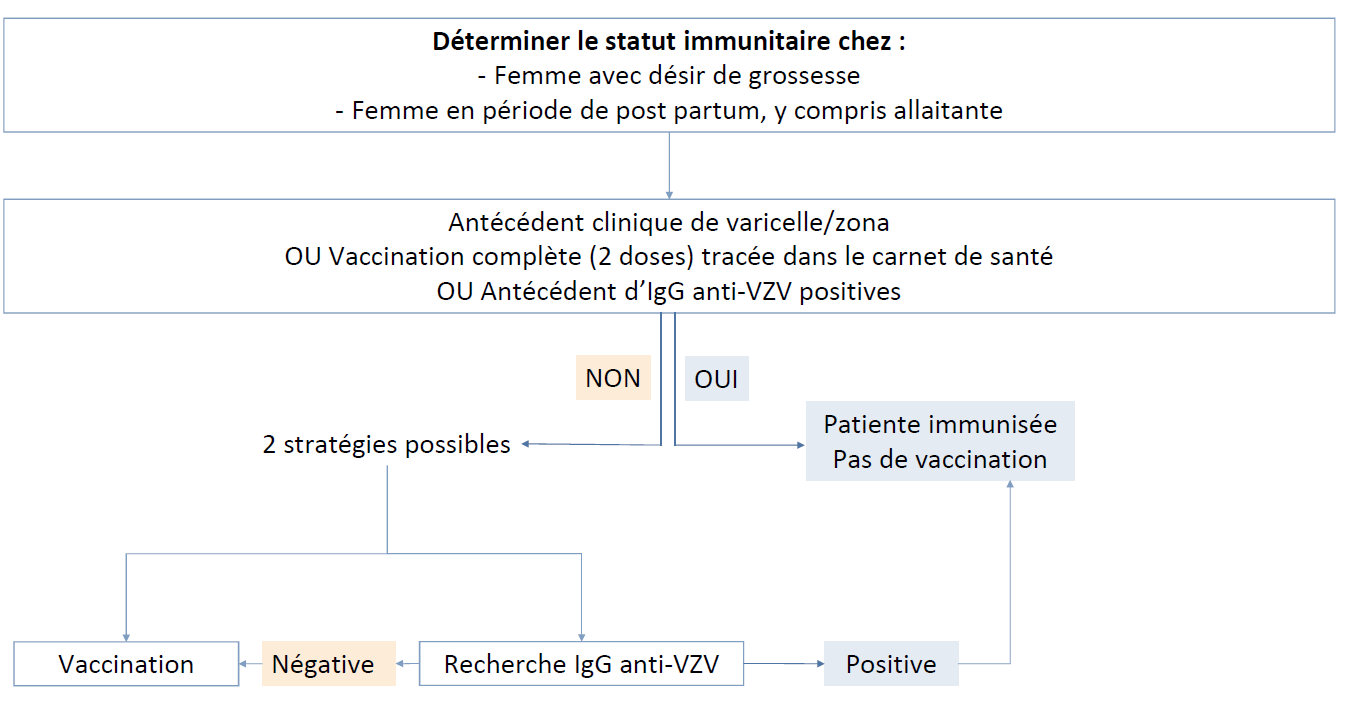 Déterminer le statut immunitaire chez :
- Femme avec désir de grossesse
- Femme en période de post partum, y compris allaitante
Antécédent clinique de varicelle/zona
OU Vaccination complète (2 doses) tracée dans le carnet de santé
OU Antécédent d’IgG anti-VZV positives
NON
OUI
2 stratégies possibles
Patiente immunisée
Pas de vaccination
Vaccination
Négative
Recherche IgG anti-VZV
Positive